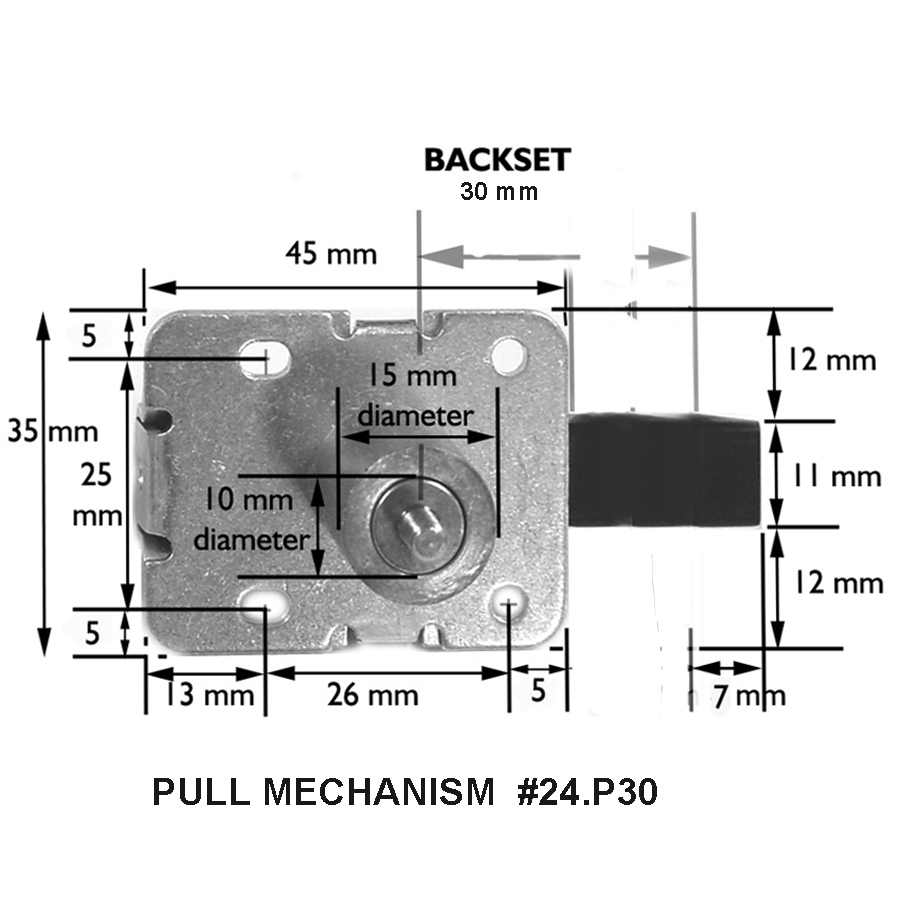 BACKSET
30 mm
45 mm
5
12 mm
15 mm
diameter
35 mm
25
mm
10 mm
diameter
11 mm
12 mm
5
13 mm
26 mm
5
7 mm
PULL MECHANISM #24.P30